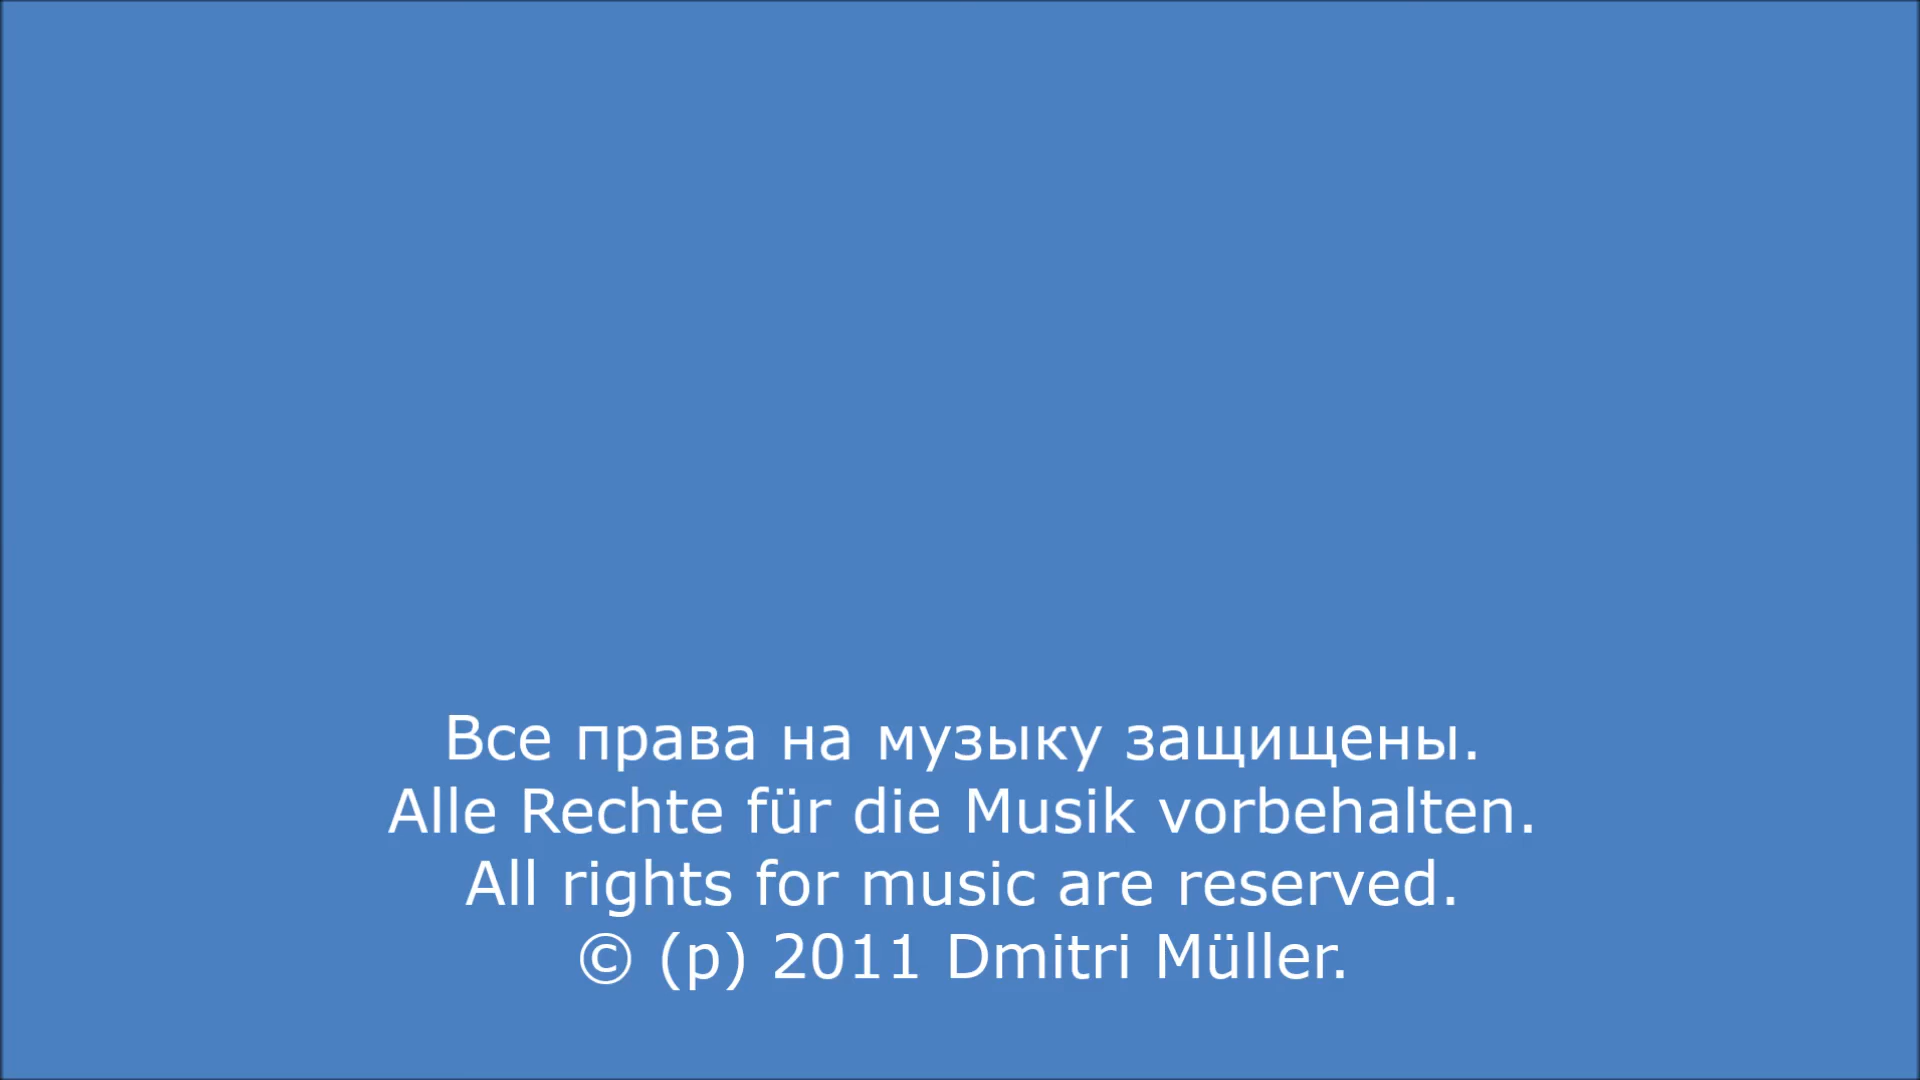 Все права на музыку защищены.
Alle Rechte für die Musik vorbehalten.
All rights for music are reserved.
© (p) 2011 Dmitri Müller.